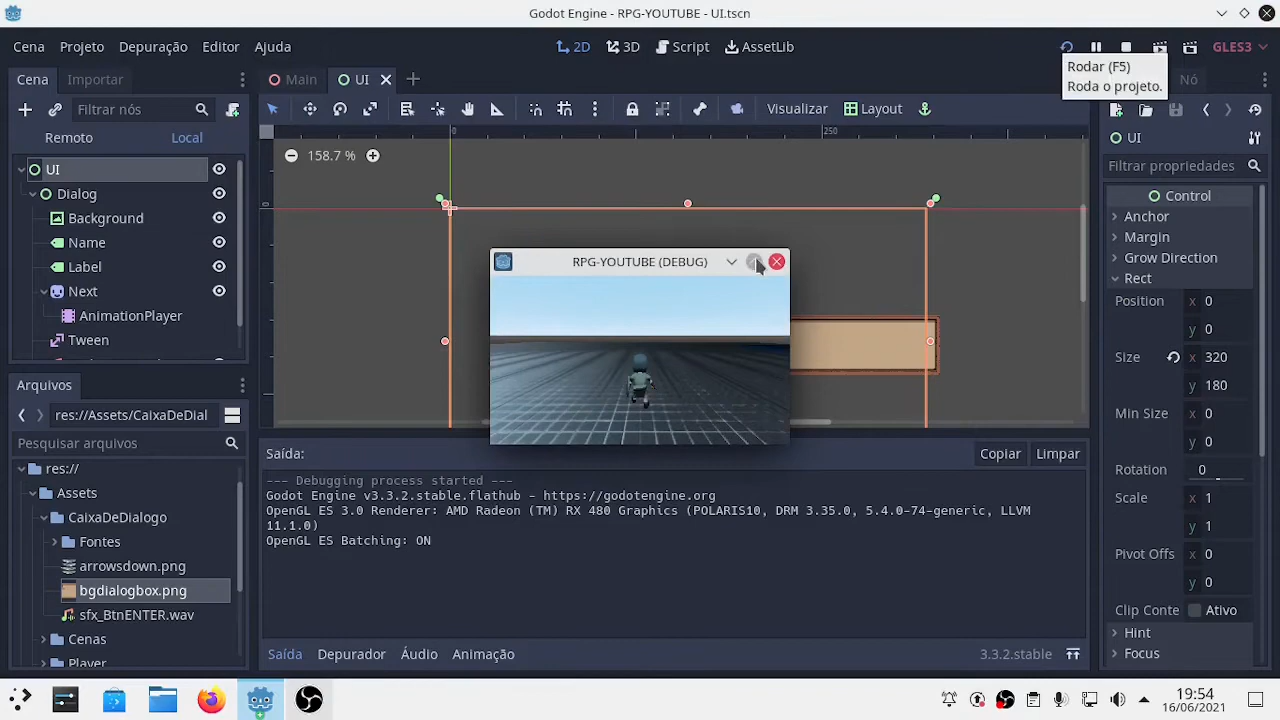 Godot Engine - RPG-YOUTUBE - UI.tscn
Cena Projeto Depuração Editor Ajuda
2D 3D Script AssetLib
GLES3
Rodar (F5)
Roda o projeto.
Cena Importar
Main UI
Nó
Filtrar nós
Visualizar Layout
Remoto Local
0 250
158.7 %
UI
Dialog
Background
Name
Label
Next
AnimationPlayer
Tween
UI
Filtrar propriedades
Control
Anchor
Margin
Grow Direction
Rect
Position x 0
y 0
Size x 320
y 180
Min Size x 0
y 0
Rotation 0
Scale x 1
y 1
Pivot Offs x 0
y 0
Clip Conte Ativo
Hint
Focus
RPG-YOUTUBE (DEBUG)
Arquivos
res://Assets/CaixaDeDial
Pesquisar arquivos
res://
Assets
CaixaDeDialogo
Fontes
arrowsdown.png
bgdialogbox.png
sfx_BtnENTER.wav
Cenas
Player
Saída: Copiar Limpar
--- Debugging process started ---
Godot Engine v3.3.2.stable.flathub - https://godotengine.org
OpenGL ES 3.0 Renderer: AMD Radeon (TM) RX 480 Graphics (POLARIS10, DRM 3.35.0, 5.4.0-74-generic, LLVM
11.1.0)
OpenGL ES Batching: ON
Saída Depurador Áudio Animação 3.3.2.stable
19:54
16/06/2021